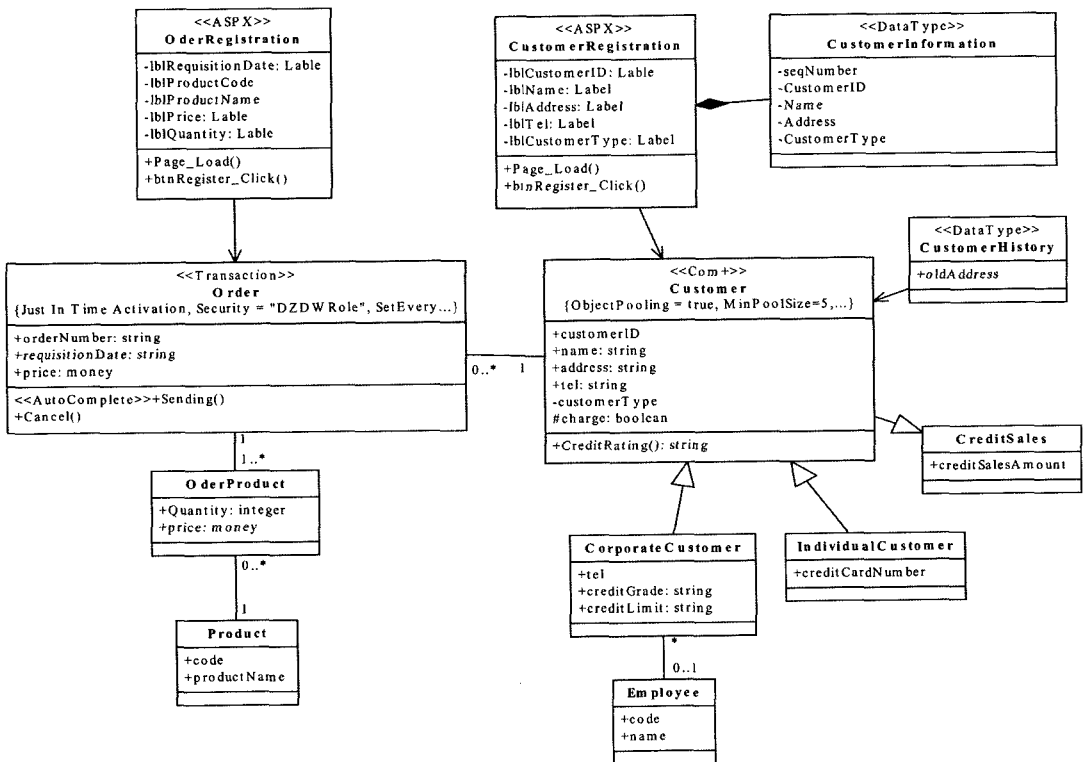 <<ASPX>>
OderRegistration
-lblRequisitionDate: Lable
-lblProductCode
-lblProductName
-lblPrice: Lable
-lblQuantity: Lable
+Page_Load()
+btnRegister_Click()
<<ASPX>>
CustomerRegistration
-lblCustomerID: Lable
-lblName: Label
-lblAddress: Label
-lblTel: Label
-lblCustomerType: Label
+Page_Load()
+btnRegister_Click()
<<DataType>>
CustomerInformation
-seqNumber
-CustomerID
-Name
-Address
-CustomerType
<<DataType>>
CustomerHistory
+oldAddress
<<Transaction>>
Order
{Just In Time Activation, Security = "DZDWRole", SetEvery...}
+orderNumber: string
+requisitionDate: string
+price: money
<<AutoComplete>>+Sending()
+Cancel()
0..*
1
<<Com+>>
Customer
{ObjectPooling = true, MinPoolSize=5,...}
+customerID
+name: string
+address: string
+tel: string
-customerType
#charge: boolean
+CreditRating(): string
CreditSales
+creditSalesAmount
1
1..*
OderProduct
+Quantity: integer
+price: money
0..*
1
Product
+code
+productName
CorporateCustomer
+tel
+creditGrade: string
+creditLimit: string
IndividualCustomer
+creditCardNumber
*
0..1
Employee
+code
+name